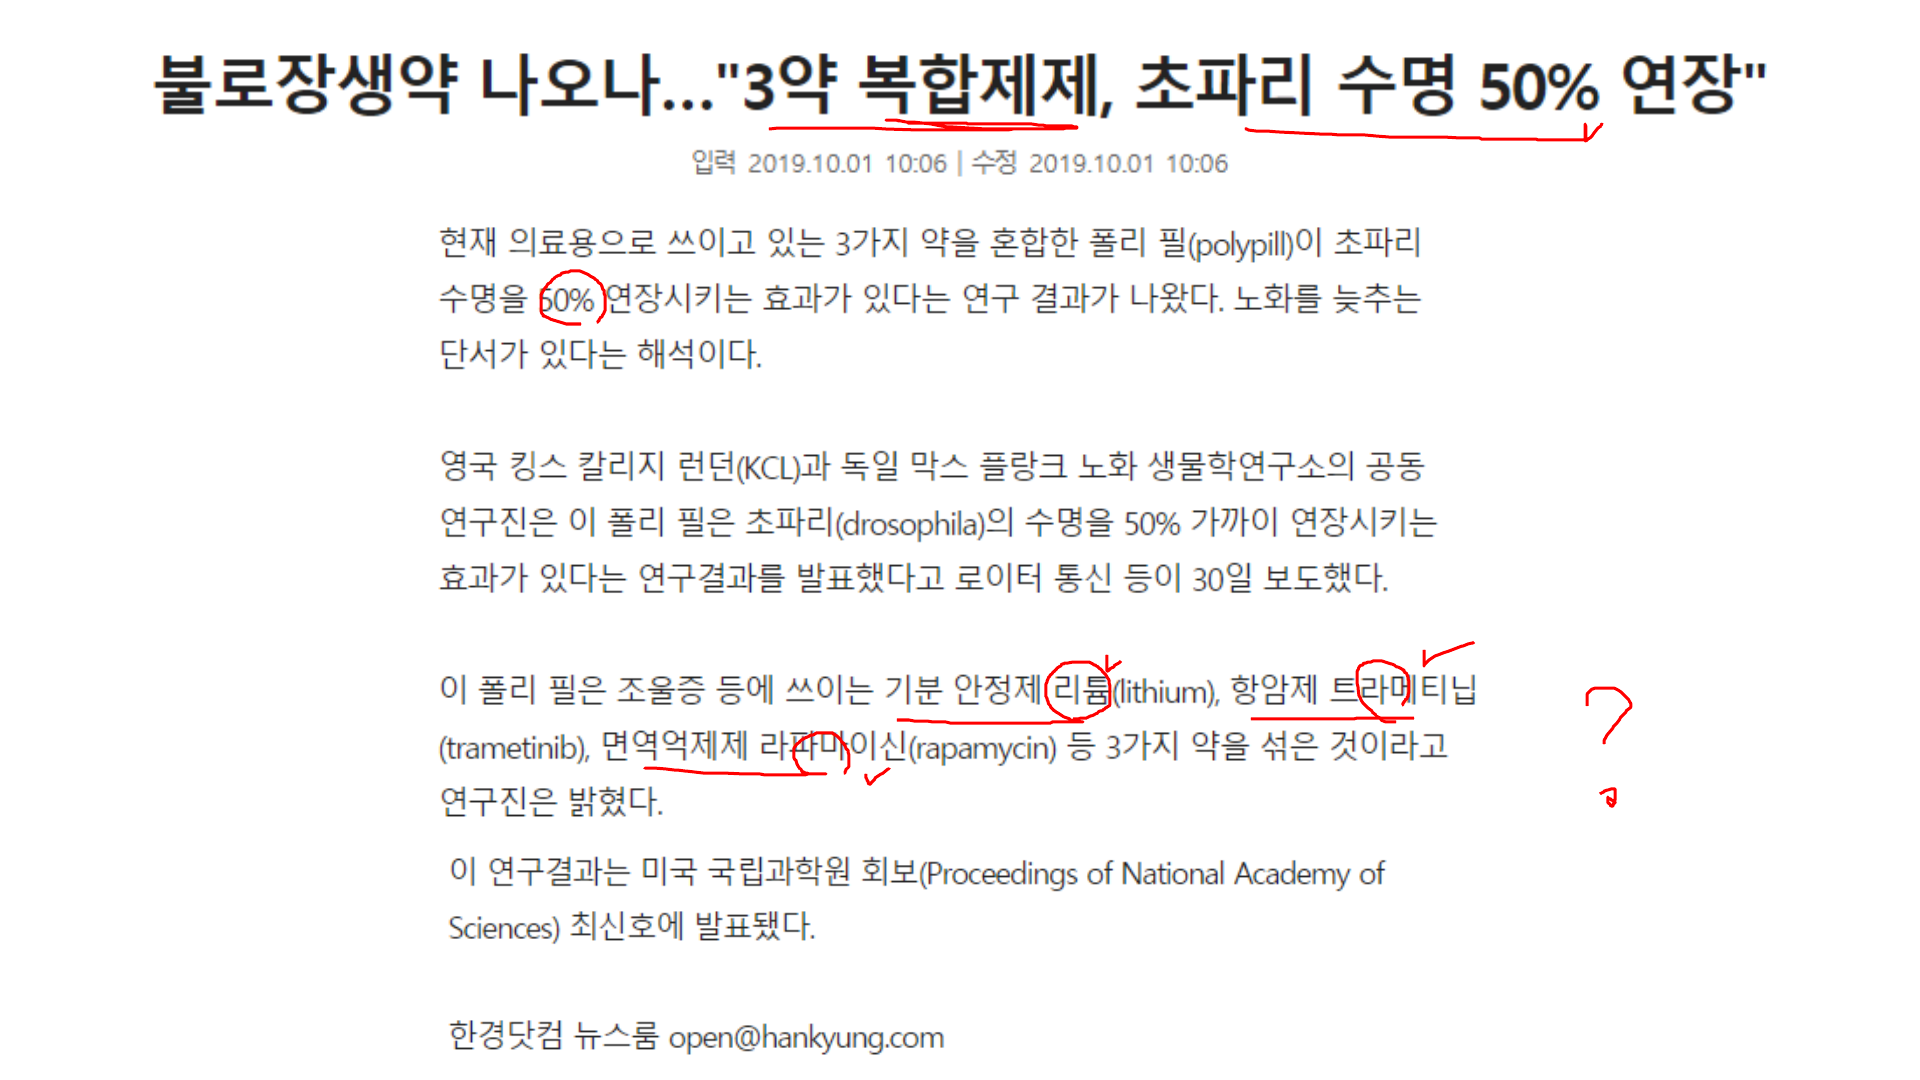 불로장생약 나오나..."3약 복합제제, 초파리 수명 50% 연장"
입력 2019.10.01 10:06 | 수정 2019.10.01 10:06
현재 의료용으로 쓰이고 있는 3가지 약을 혼합한 폴리 필(polypill)이 초파리
수명을 50% 연장시키는 효과가 있다는 연구 결과가 나왔다. 노화를 늦추는
단서가 있다는 해석이다.
영국 킹스 칼리지 런던(KCL)과 독일 막스 플랑크 노화 생물학연구소의 공동
연구진은 이 폴리 필은 초파리(drosophila)의 수명을 50% 가까이 연장시키는
효과가 있다는 연구결과를 발표했다고 로이터 통신 등이 30일 보도했다.
이 폴리 필은 조울증 등에 쓰이는 기분 안정제 리튬(lithium), 항암제 트라메티닙
(trametinib), 면역억제제 라파마이신(rapamycin) 등 3가지 약을 섞은 것이라고
?
연구진은 밝혔다.
이 연구결과는 미국 국립과학원 회보(Proceedings of National Academy of
Sciences) 최신호에 발표됐다.
한경닷컴 뉴스룸 open@hankyung.com